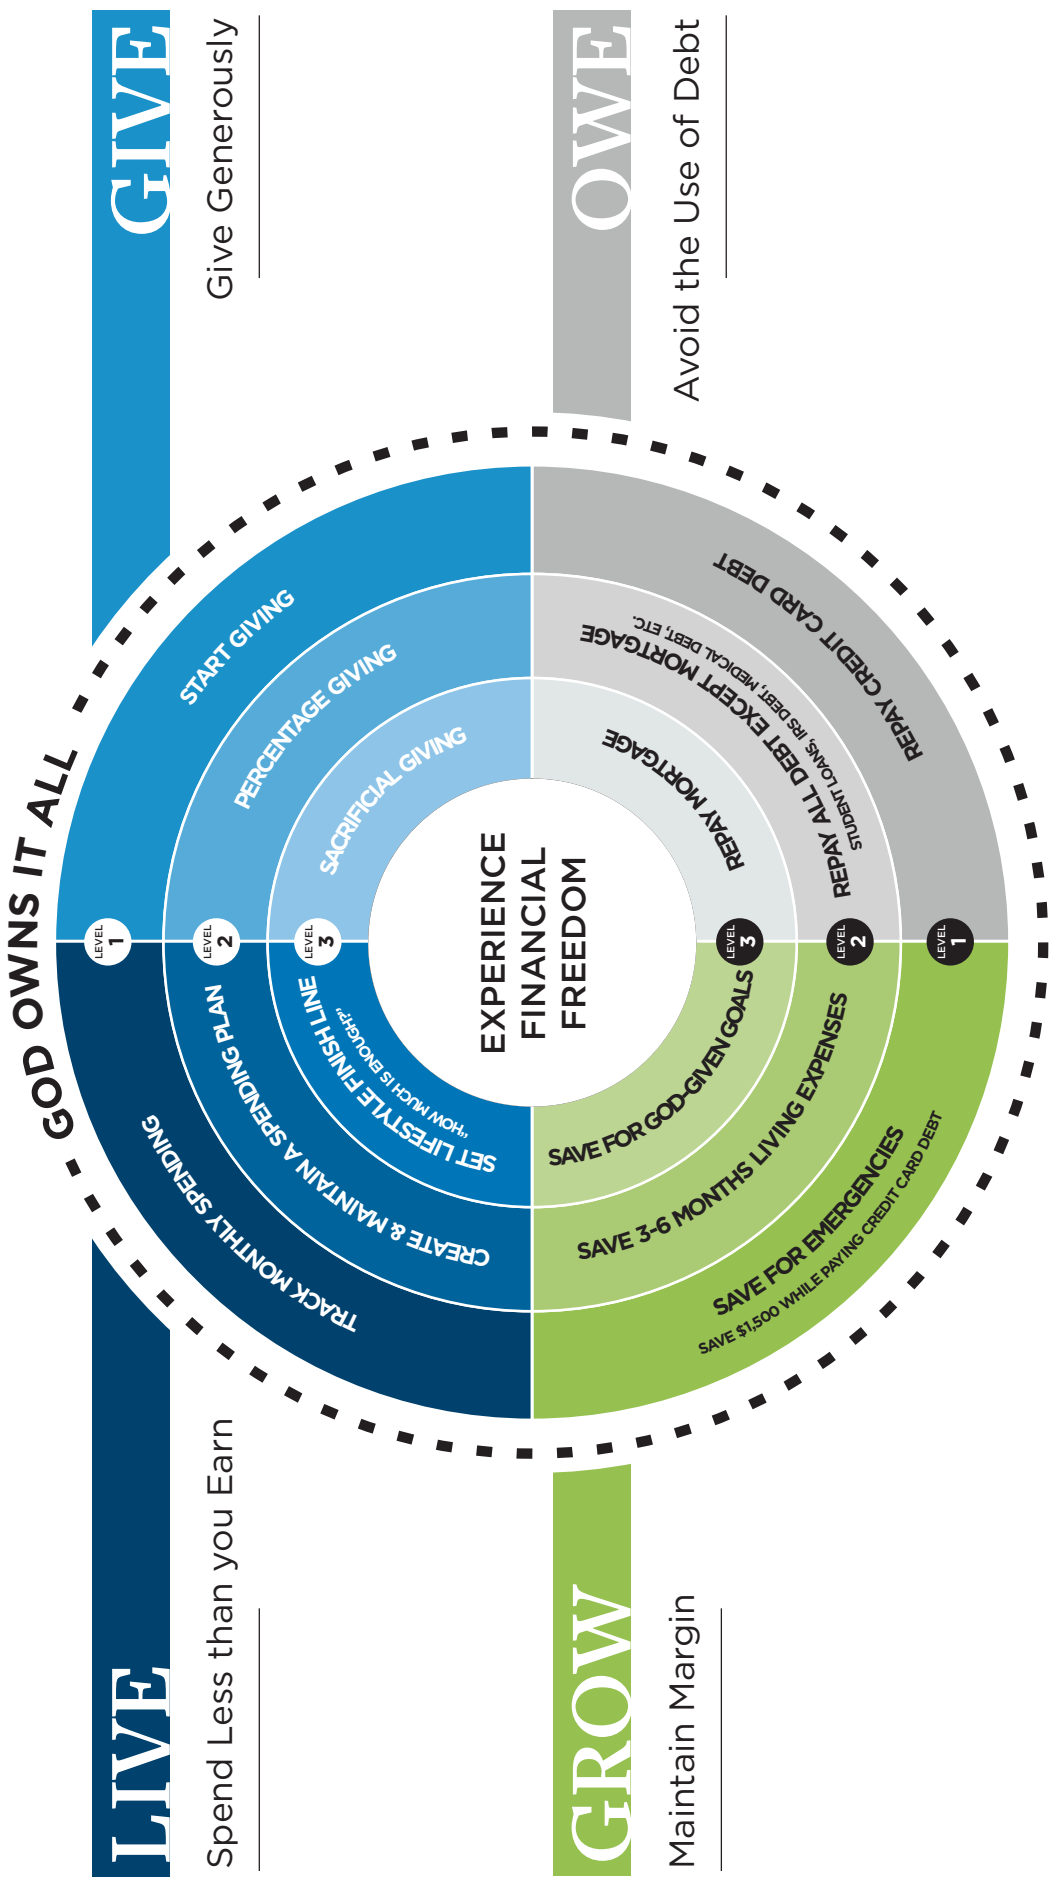 GOD OWNS IT ALL
LIVE
Spend Less than you Earn
GIVE
Give Generously
LEVEL
1
TRACK MONTHLY SPENDING
START GIVING
LEVEL
2
CREATE & MAINTAIN A SPENDING PLAN
PERCENTAGE GIVING
LEVEL
3
SET LIFESTYLE FINISH LINE
"HOW MUCH IS ENOUGH?"
SACRIFICIAL GIVING
EXPERIENCE
FINANCIAL
FREEDOM
GROW
Maintain Margin
OWE
Avoid the Use of Debt
SAVE FOR GOD-GIVEN GOALS
REPAY MORTGAGE
LEVEL
3
SAVE 3-6 MONTHS LIVING EXPENSES
REPAY ALL DEBT EXCEPT MORTGAGE
STUDENT LOANS, IRS DEBT, MEDICAL DEBT, ETC.
LEVEL
2
SAVE FOR EMERGENCIES
SAVE $1,500 WHILE PAYING CREDIT CARD DEBT
REPAY CREDIT CARD DEBT
LEVEL
1